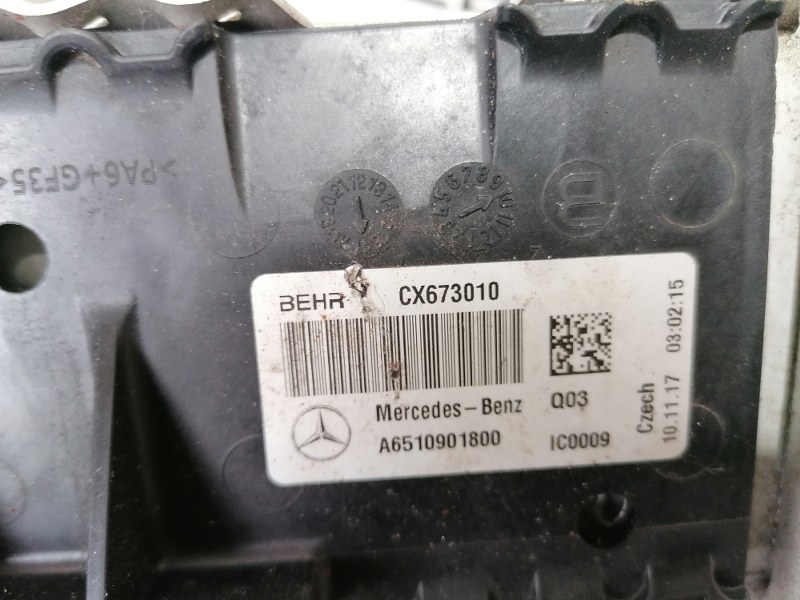 >PA6+GF35<
BEHR CX673010
Mercedes-Benz Q03
A6510901800 IC0009
Czech
10.11.17 03:02:15